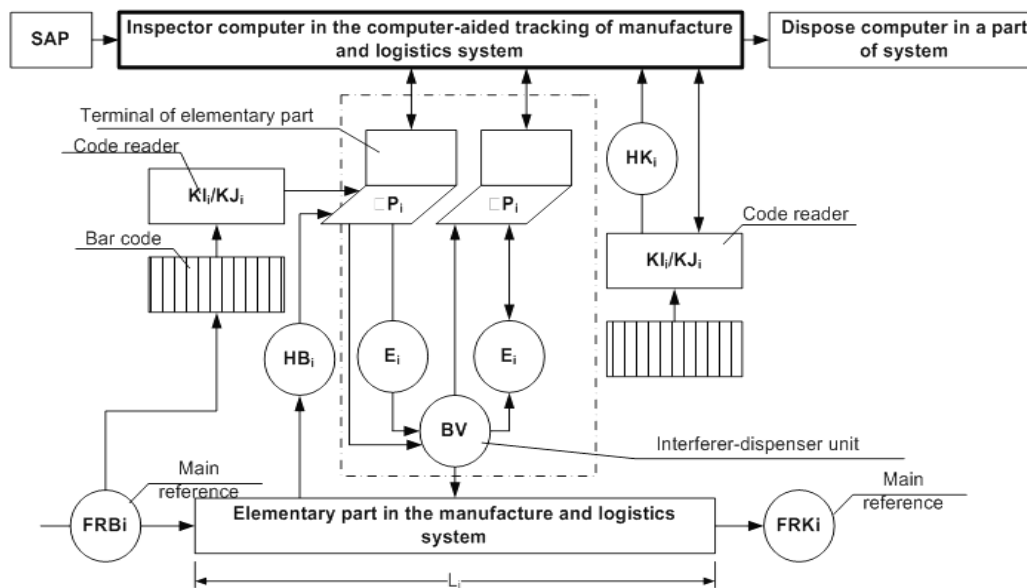 SAP
Inspector computer in the computer-aided tracking of manufacture
and logistics system
Dispose computer in a part
of system
Terminal of elementary part
Code reader
KIi/KJi
□Pi
□Pi
HKi
Code reader
KIi/KJi
Bar code
HBi
Ei
Ei
BV
Interferer-dispenser unit
Main
reference
FRBi
Elementary part in the manufacture and logistics
system
FRKi
Main
reference
Li